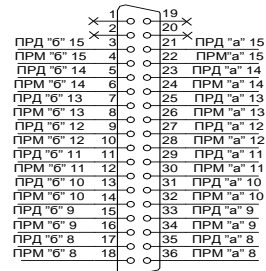 1 19
2 20
ПРД "б" 15 3 21 ПРД "а" 15
ПРМ "б" 15 4 22 ПРМ"а" 15
ПРД "б" 14 5 23 ПРД "а" 14
ПРМ "б" 14 6 24 ПРМ "а" 14
ПРД "б" 13 7 25 ПРД "а" 13
ПРМ "б" 13 8 26 ПРМ "а" 13
ПРД "б" 12 9 27 ПРД "а" 12
ПРМ "б" 12 10 28 ПРМ "а" 12
ПРД "б" 11 11 29 ПРД "а" 11
ПРМ "б" 11 12 30 ПРМ "а" 11
ПРД "б" 10 13 31 ПРД "а" 10
ПРМ "б" 10 14 32 ПРМ "а" 10
ПРД "б" 9 15 33 ПРД "а" 9
ПРМ "б" 9 16 34 ПРМ "а" 9
ПРД "б" 8 17 35 ПРД "а" 8
ПРМ "б" 8 18 36 ПРМ "а" 8